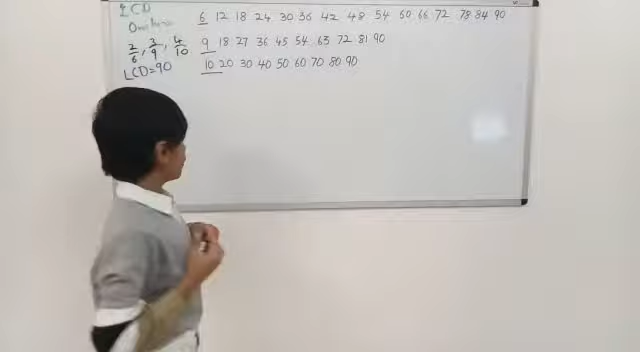 LCD
2/6, 3/9, 4/10
LCD=90
6 12 18 24 30 36 42 48 54 60 66 72 78 84 90
9 18 27 36 45 54 63 72 81 90
10 20 30 40 50 60 70 80 90